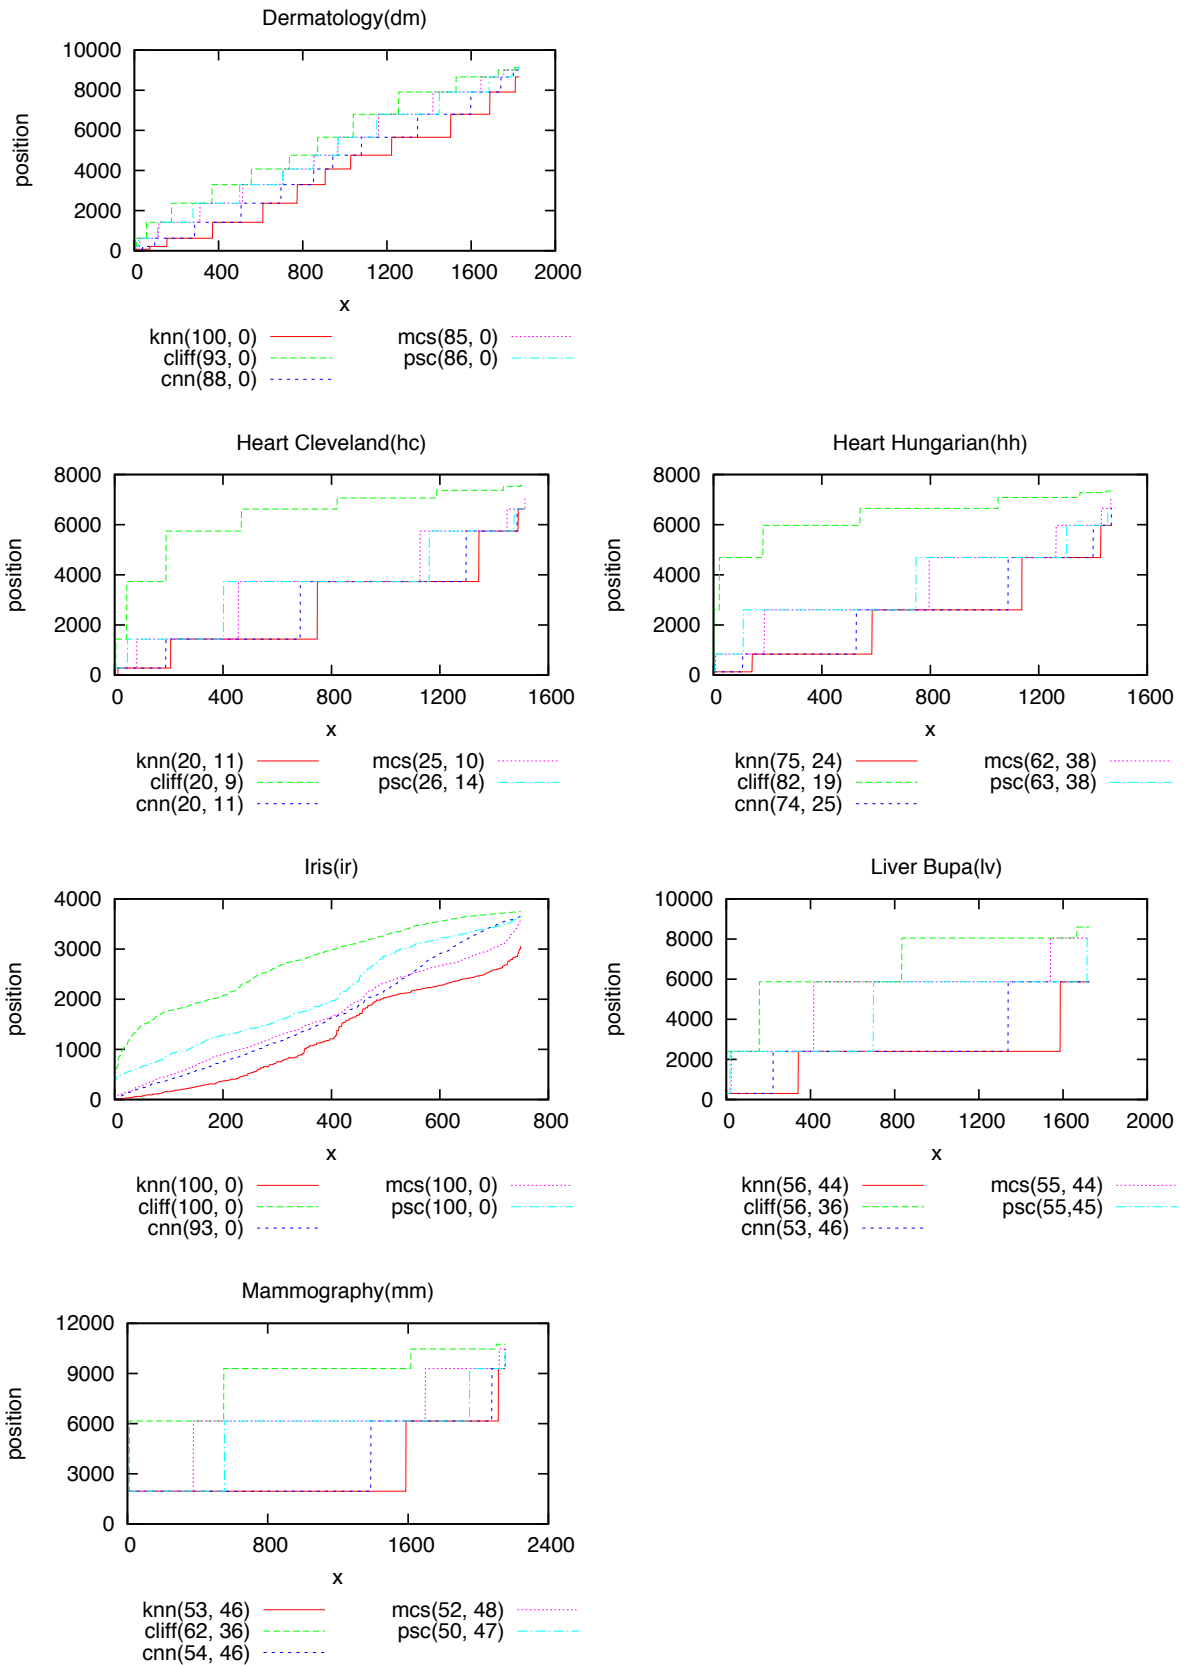 Dermatology(dm)
10000
8000
6000
4000
2000
0
position
0 400 800 1200 1600 2000
x
knn(100, 0) mcs(85, 0)
cliff(93, 0) psc(86, 0)
cnn(88, 0)
Heart Cleveland(hc)
8000
6000
4000
2000
0
position
0 400 800 1200 1600
x
knn(20, 11) mcs(25, 10)
cliff(20, 9) psc(26, 14)
cnn(20, 11)
Heart Hungarian(hh)
8000
6000
4000
2000
0
position
0 400 800 1200 1600
x
knn(75, 24) mcs(62, 38)
cliff(82, 19) psc(63, 38)
cnn(74, 25)
Iris(ir)
4000
3000
2000
1000
0
position
0 200 400 600 800
x
knn(100, 0) mcs(100, 0)
cliff(100, 0) psc(100, 0)
cnn(93, 0)
Liver Bupa(lv)
10000
8000
6000
4000
2000
0
position
0 400 800 1200 1600 2000
x
knn(56, 44) mcs(55, 44)
cliff(56, 36) psc(55,45)
cnn(53, 46)
Mammography(mm)
12000
9000
6000
3000
0
position
0 800 1600 2400
x
knn(53, 46) mcs(52, 48)
cliff(62, 36) psc(50, 47)
cnn(54, 46)